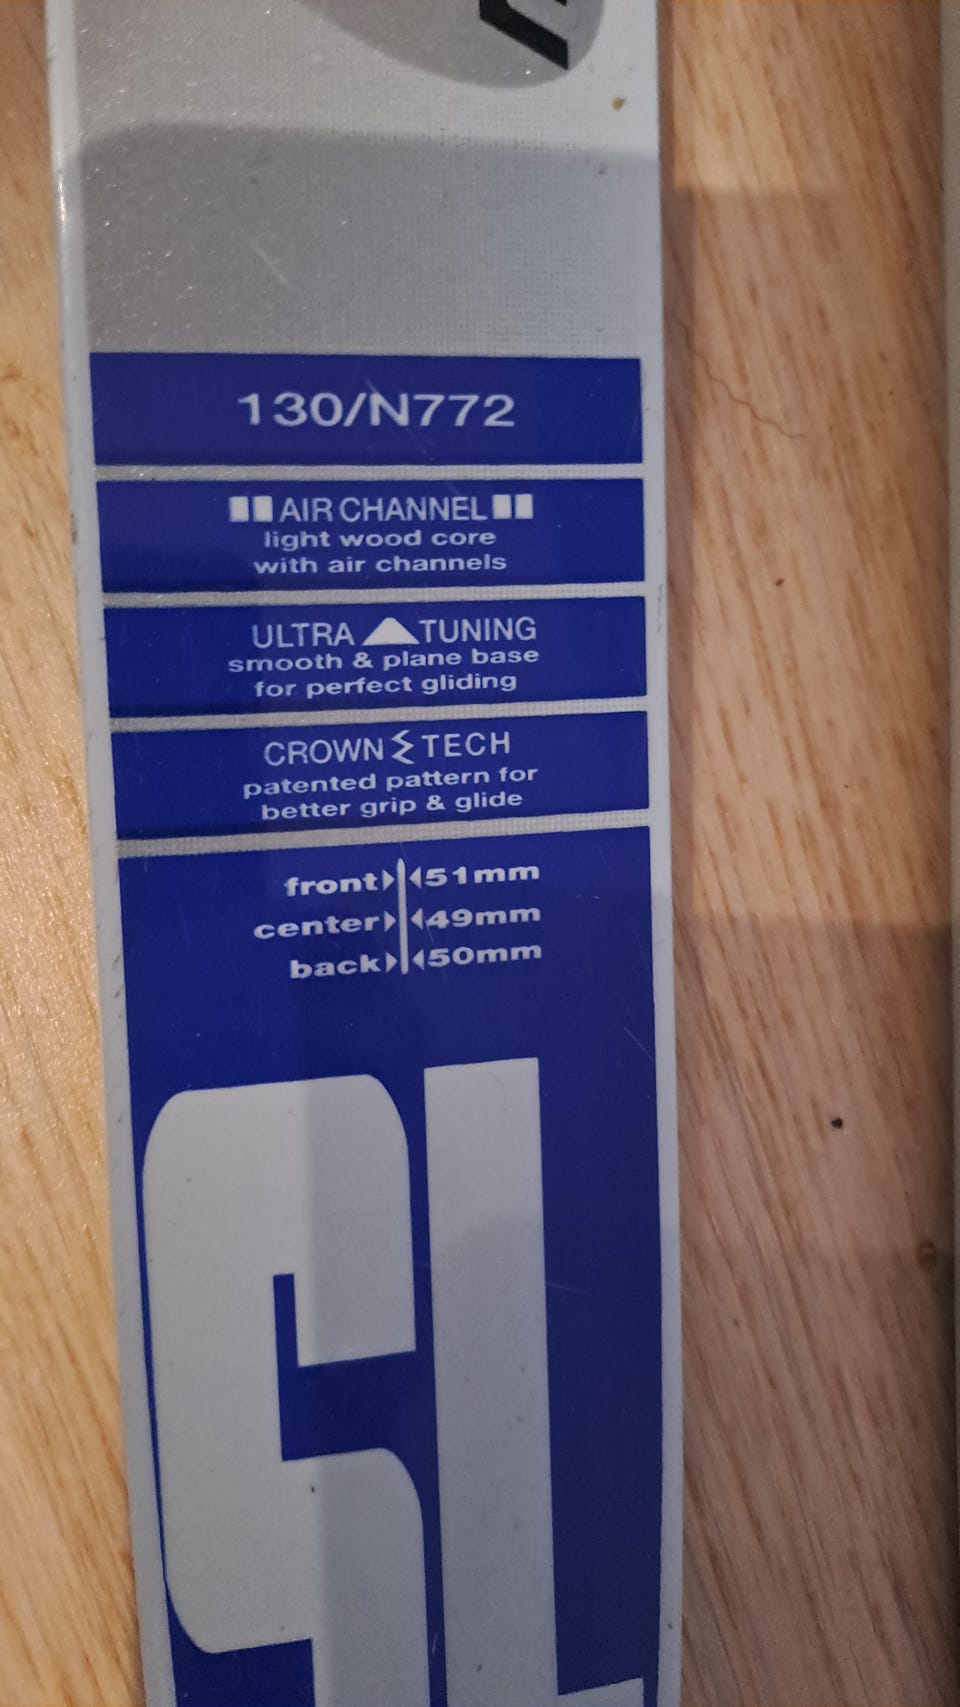 130/N772
AIR CHANNEL
light wood core
with air channels
ULTRA TUNING
smooth & plane base
for perfect gliding
CROWN TECH
patented pattern for
better grip & glide
front 51mm
center 49mm
back 50mm
SL